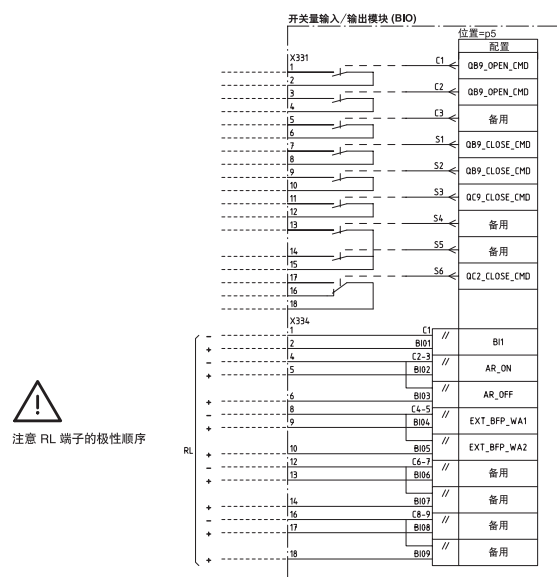 开关量输入/输出模块 (BIO)
位置=p5
配置
X331
1 C1 QB9_OPEN_CMD
2
3 C2 QB9_OPEN_CMD
4
5 C3 备用
6
7 S1 QB9_CLOSE_CMD
8
9 S2 QB9_CLOSE_CMD
10
11 S3 QC9_CLOSE_CMD
12
13 S4 备用
14 S5 备用
15
17 S6 QC2_CLOSE_CMD
16
18
X334
- 1 C1 // BI1
+ 2 BI01
- 4 C2-3 // AR_ON
+ 5 BI02
// AR_OFF
+ 6 BI03
- 8 C4-5 // EXT_BFP_WA1
+ 9 BI04
// EXT_BFP_WA2
+ 10 BI05
- 12 C6-7 // 备用
+ 13 BI06
// 备用
+ 14 BI07
- 16 C8-9 // 备用
+ 17 BI08
// 备用
+ 18 BI09
RL
!
注意 RL 端子的极性顺序